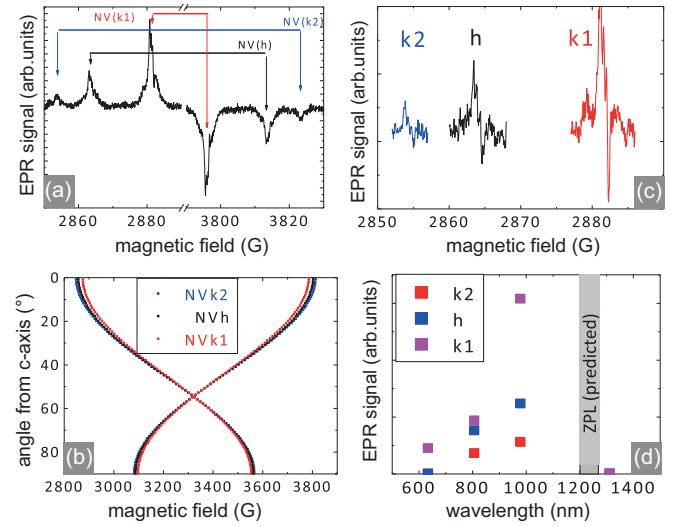 NV(k1)
NV(k2)
NV(h)
EPR signal (arb.units)
(a)
2860
2880
3800
3820
magnetic field (G)
k2
h
k1
EPR signal (arb.units)
(c)
2850
2860
2870
2880
magnetic field (G)
0
20
40
60
80
angle from c-axis (°)
NVk2
NVh
NVk1
(b)
2800
3000
3200
3400
3600
3800
magnetic field (G)
k2
h
k1
EPR signal (arb.units)
ZPL (predicted)
(d)
600
800
1000
1200
1400
wavelength (nm)